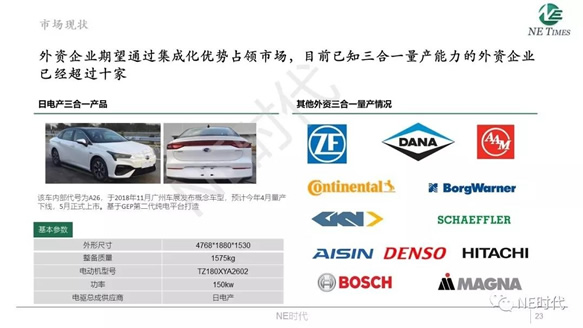 市场现状
NE TIMES
外资企业期望通过集成化优势占领市场，目前已知三合一量产能力的外资企业
已经超过十家
日电产三合一产品
该车内部代号为A26，于2018年11月广州车展发布概念车型，预计今年4月量产
下线，5月正式上市。基于GEP第二代纯电平台打造
基本参数
外形尺寸 4768*1880*1530
整备质量 1575kg
电动机型号 TZ180XYA2602
功率 150kw
电驱总成供应商 日电产
其他外资三合一量产情况
ZF
DANA
AAM
Continental
BorgWarner
GKN
SCHAEFFLER
AISIN
DENSO
HITACHI
BOSCH
MAGNA
NE时代
NE时代
NE时代
23